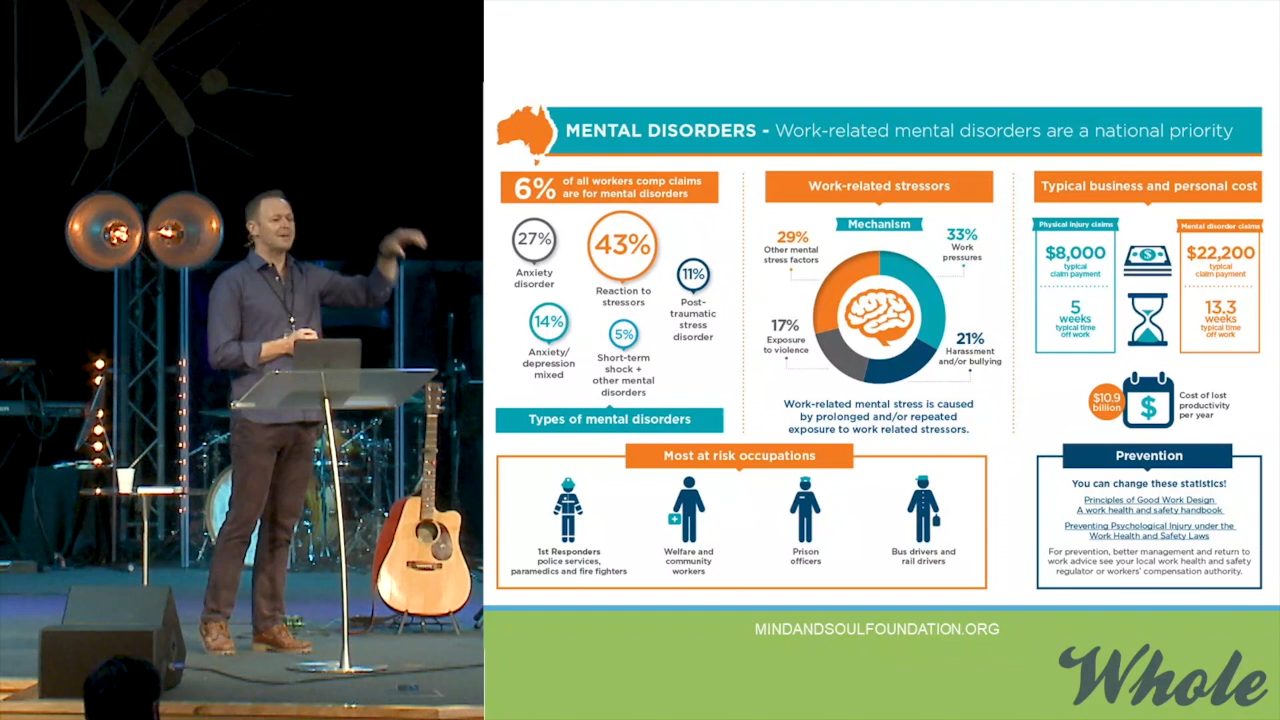 MENTAL DISORDERS - Work-related mental disorders are a national priority
6% of all workers comp claims
are for mental disorders
27%
Anxiety
disorder
43%
Reaction to
stressors
11%
Post-
traumatic
stress
disorder
14%
Anxiety/
depression
mixed
5%
Short-term
shock +
other mental
disorders
Types of mental disorders
Work-related stressors
Mechanism
29%
Other mental
stress factors
33%
Work
pressures
17%
Exposure
to violence
21%
Harassment
and/or bullying
Work-related mental stress is caused
by prolonged and/or repeated
exposure to work related stressors.
Typical business and personal cost
Physical injury claims
$8,000
typical
claim payment
5
weeks
typical time
off work
Mental disorder claims
$22,200
typical
claim payment
13.3
weeks
typical time
off work
$10.9
billion
$
Cost of lost
productivity
per year
Most at risk occupations
1st Responders
police services,
paramedics and fire fighters
Welfare and
community
workers
Prison
officers
Bus drivers and
rail drivers
Prevention
You can change these statistics!
Principles of Good Work Design
A work health and safety handbook
Preventing Psychological Injury under the
Work Health and Safety Laws
For prevention, better management and return to
work advice see your local work health and safety
regulator or workers' compensation authority.
MINDANDSOULFOUNDATION.ORG
Whole